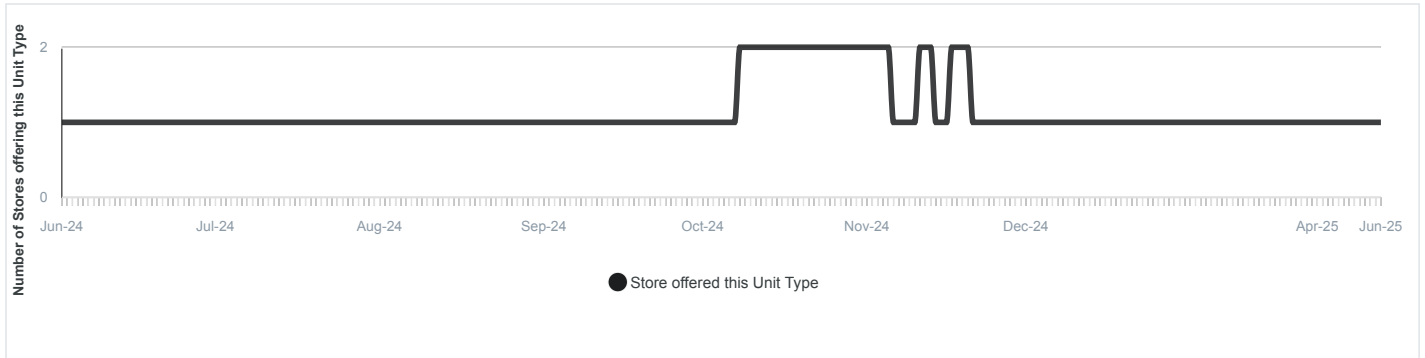 Number of Stores offering this Unit Type
2
0
Jun-24 Jul-24 Aug-24 Sep-24 Oct-24 Nov-24 Dec-24 Apr-25 Jun-25
Store offered this Unit Type